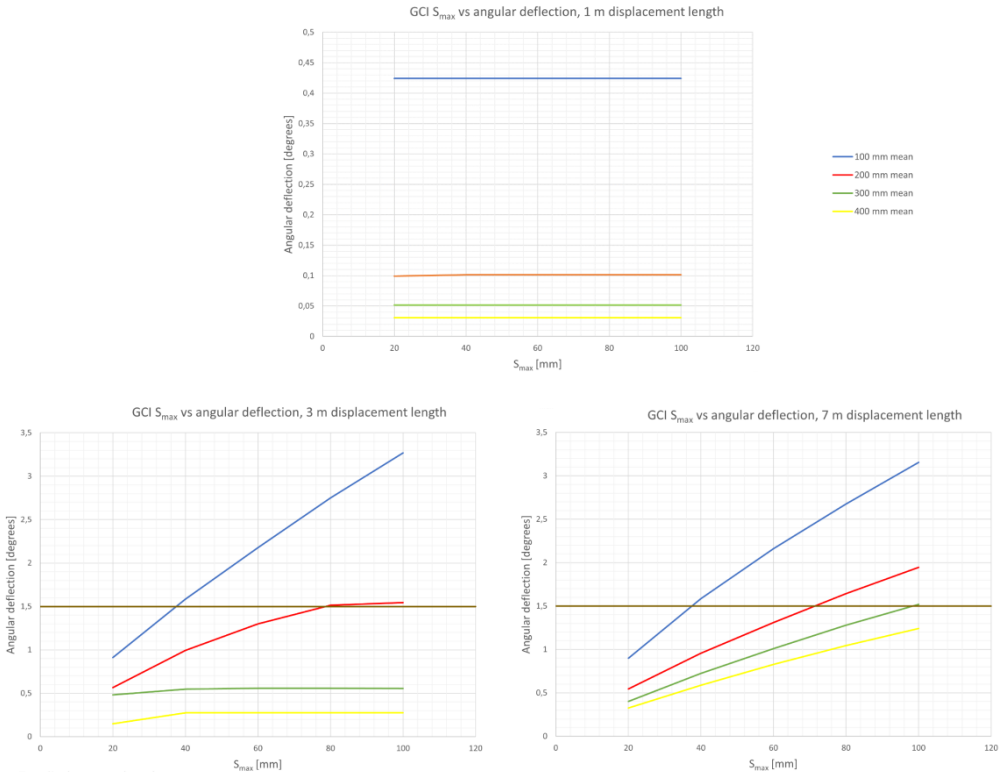 GCI Smax vs angular deflection, 1 m displacement length
0,5
0,45
0,4
0,35
0,3
0,25
0,2
0,15
0,1
0,05
0
Angular deflection [degrees]
0 20 40 60 80 100 120
Smax [mm]
100 mm mean
200 mm mean
300 mm mean
400 mm mean
GCI Smax vs angular deflection, 3 m displacement length
3,5
3
2,5
2
1,5
1
0,5
0
Angular deflection [degrees]
0 20 40 60 80 100 120
Smax [mm]
GCI Smax vs angular deflection, 7 m displacement length
3,5
3
2,5
2
1,5
1
0,5
0
Angular deflection [degrees]
0 20 40 60 80 100 120
Smax [mm]